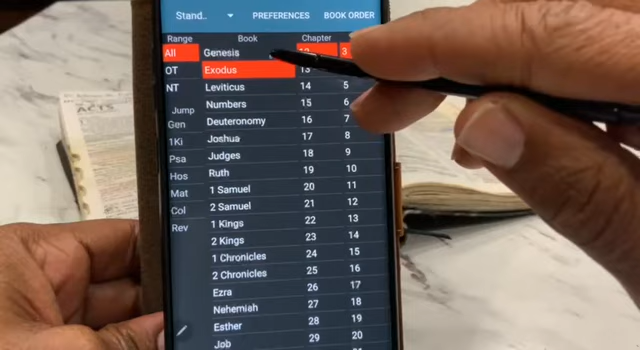 Stand.. PREFERENCES BOOK ORDER
Range Book Chapter
All Genesis 12 3
OT Exodus 13
NT Leviticus 14 5
Jump Numbers 15 6
Gen Deuteronomy 16 7
1Ki Joshua 17 8
Psa Judges 18 9
Hos Ruth 19 10
Mat 1 Samuel 20 11
Col 2 Samuel 21 12
Rev 1 Kings 22 13
2 Kings 23 14
1 Chronicles 24 15
2 Chronicles 25 16
Ezra 26 17
Nehemiah 27 18
Esther 28 19
Job 29 20
ACTS